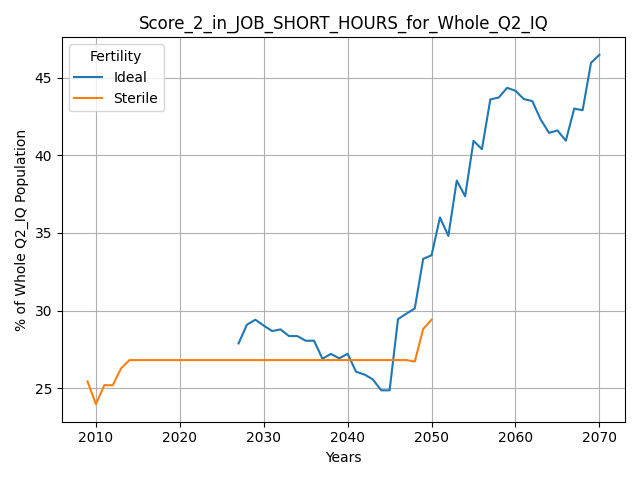 Score_2_in_JOB_SHORT_HOURS_for_Whole_Q2_IQ
Fertility
Ideal
Sterile
% of Whole Q2_IQ Population
45
40
35
30
25
2010
2020
2030
2040
2050
2060
2070
Years